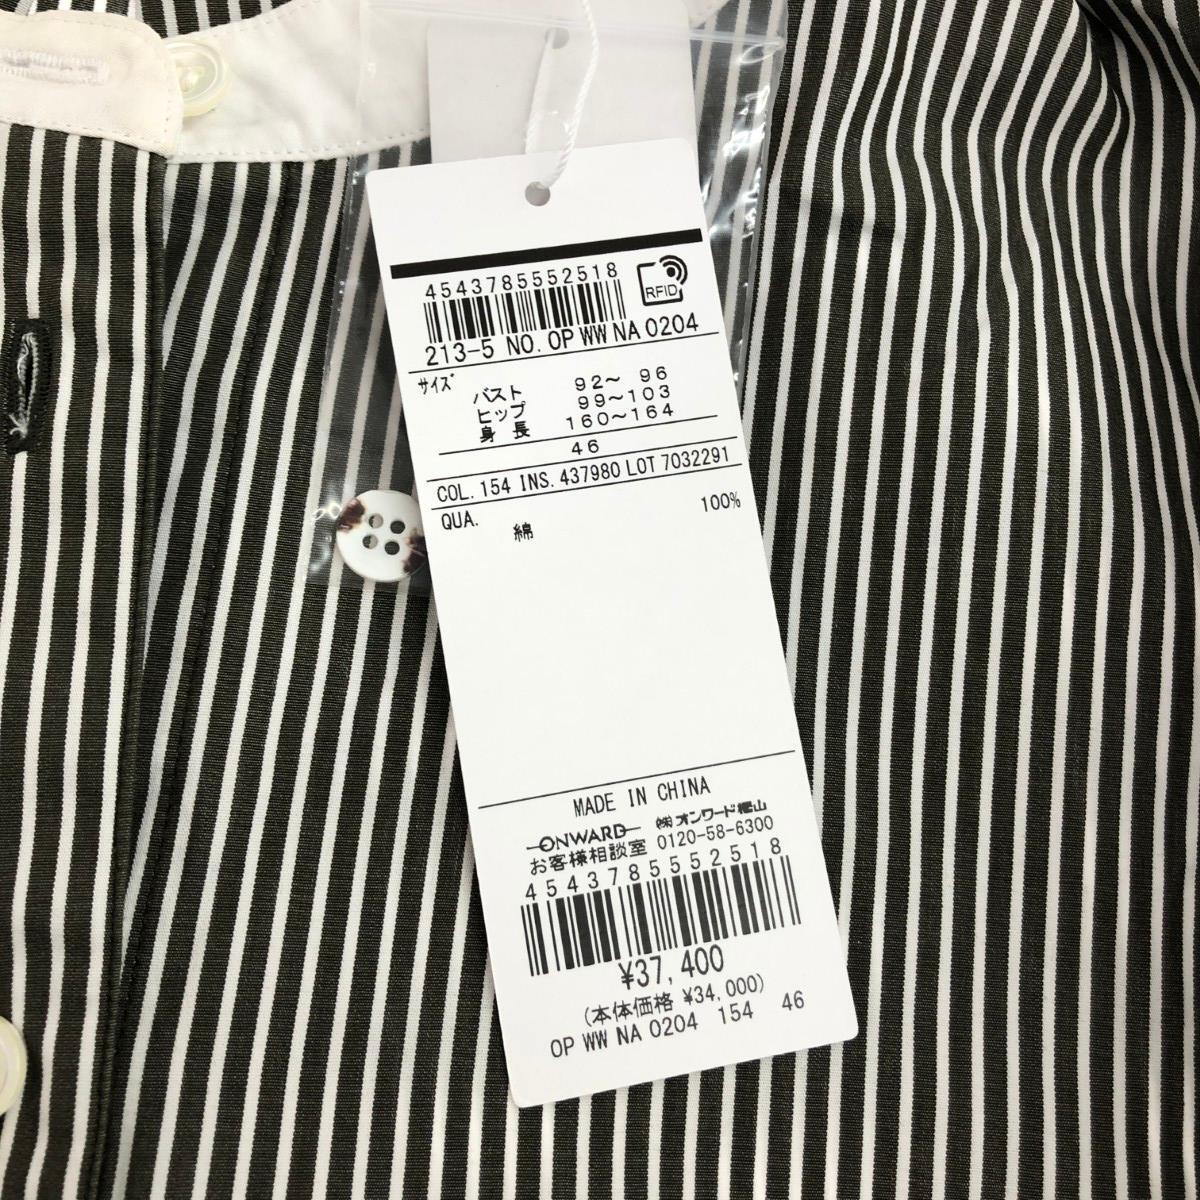 4543785552518
RFID
213-5 NO. OP WW NA 0204
サイズ
バスト 92〜 96
ヒップ 99〜103
身 長 160〜164
46
COL. 154 INS. 437980 LOT 7032291
QUA.
綿 100%
MADE IN CHINA
ONWARD ㈱オンワード樫山
お客様相談室 0120-58-6300
4543785552518
¥37,400
(本体価格 ¥34,000)
OP WW NA 0204 154 46